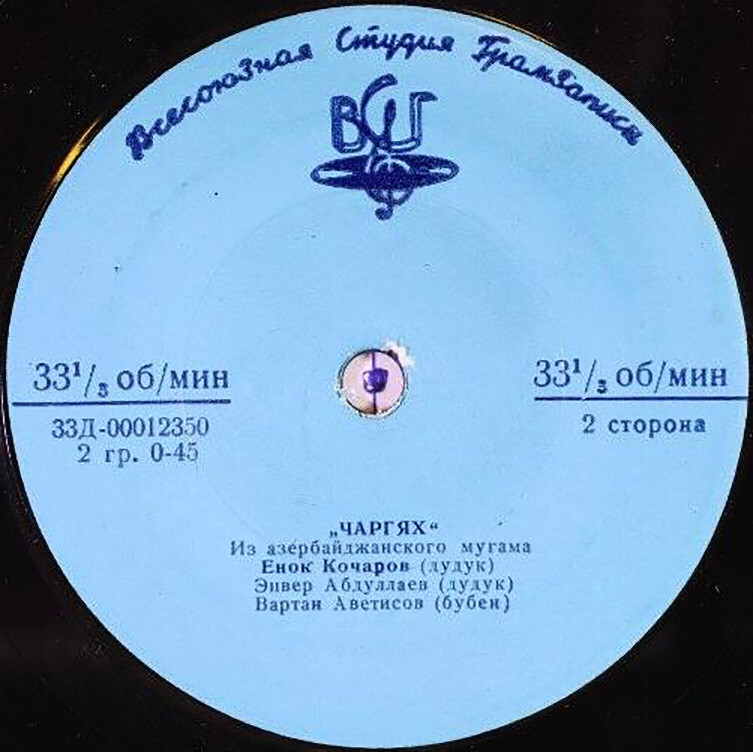 Всесоюзная Студия Грамзаписи
ВСГ
33¹/₃ об/мин
33Д-00012350
2 гр. 0-45
33¹/₃ об/мин
2 сторона
„ЧАРГЯХ“
Из азербайджанского мугама
Енок Кочаров (дудук)
Энвер Абдуллаев (дудук)
Вартан Аветисов (бубен)